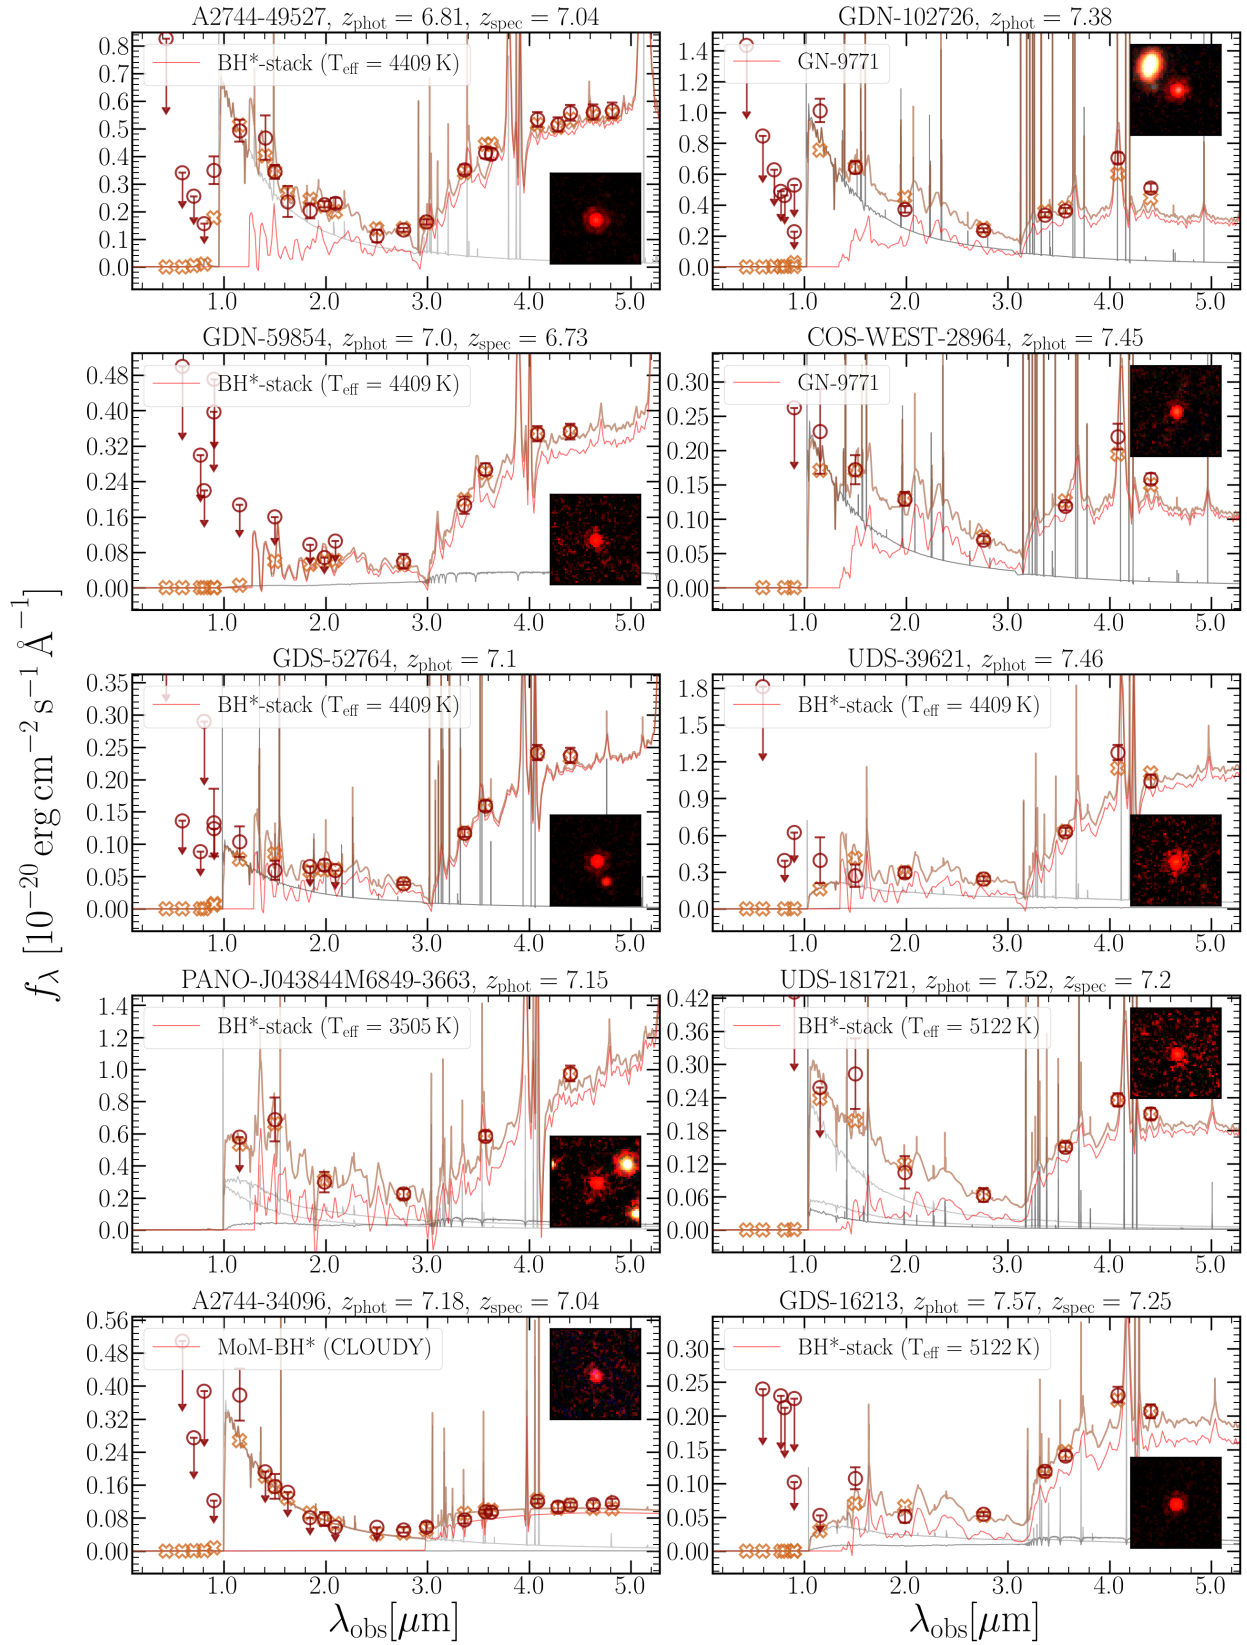 A2744-49527, z_phot = 6.81, z_spec = 7.04
BH*-stack (T_eff = 4409 K)
0.8
0.7
0.6
0.5
0.4
0.3
0.2
0.1
0.0
1.0 2.0 3.0 4.0 5.0
GDN-102726, z_phot = 7.38
GN-9771
1.4
1.2
1.0
0.8
0.6
0.4
0.2
0.0
1.0 2.0 3.0 4.0 5.0
GDN-59854, z_phot = 7.0, z_spec = 6.73
BH*-stack (T_eff = 4409 K)
0.48
0.40
0.32
0.24
0.16
0.08
0.00
1.0 2.0 3.0 4.0 5.0
COS-WEST-28964, z_phot = 7.45
GN-9771
0.30
0.25
0.20
0.15
0.10
0.05
0.00
1.0 2.0 3.0 4.0 5.0
GDS-52764, z_phot = 7.1
BH*-stack (T_eff = 4409 K)
0.35
0.30
0.25
0.20
0.15
0.10
0.05
0.00
1.0 2.0 3.0 4.0 5.0
UDS-39621, z_phot = 7.46
BH*-stack (T_eff = 4409 K)
1.8
1.5
1.2
0.9
0.6
0.3
0.0
1.0 2.0 3.0 4.0 5.0
PANO-J043844M6849-3663, z_phot = 7.15
BH*-stack (T_eff = 3505 K)
1.4
1.2
1.0
0.8
0.6
0.4
0.2
0.0
1.0 2.0 3.0 4.0 5.0
UDS-181721, z_phot = 7.52, z_spec = 7.2
BH*-stack (T_eff = 5122 K)
0.42
0.36
0.30
0.24
0.18
0.12
0.06
0.00
1.0 2.0 3.0 4.0 5.0
A2744-34096, z_phot = 7.18, z_spec = 7.04
MoM-BH* (CLOUDY)
0.56
0.48
0.40
0.32
0.24
0.16
0.08
0.00
1.0 2.0 3.0 4.0 5.0
GDS-16213, z_phot = 7.57, z_spec = 7.25
BH*-stack (T_eff = 5122 K)
0.30
0.25
0.20
0.15
0.10
0.05
0.00
1.0 2.0 3.0 4.0 5.0
f_λ [10⁻²⁰ erg cm⁻² s⁻¹ Å⁻¹]
λ_obs[μm]
λ_obs[μm]